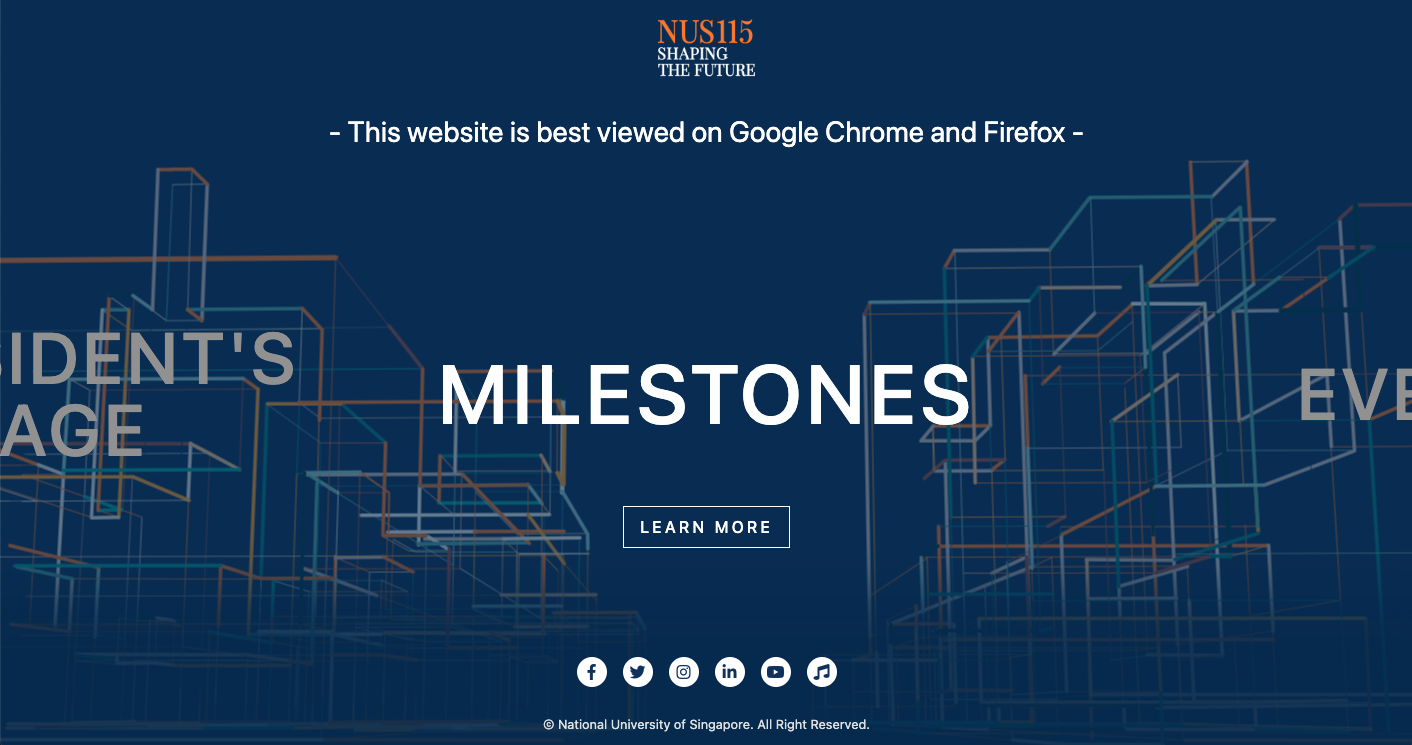 NUS115
SHAPING
THE FUTURE
- This website is best viewed on Google Chrome and Firefox -
SIDENT'S
AGE
MILESTONES
EVE
LEARN MORE
© National University of Singapore. All Right Reserved.